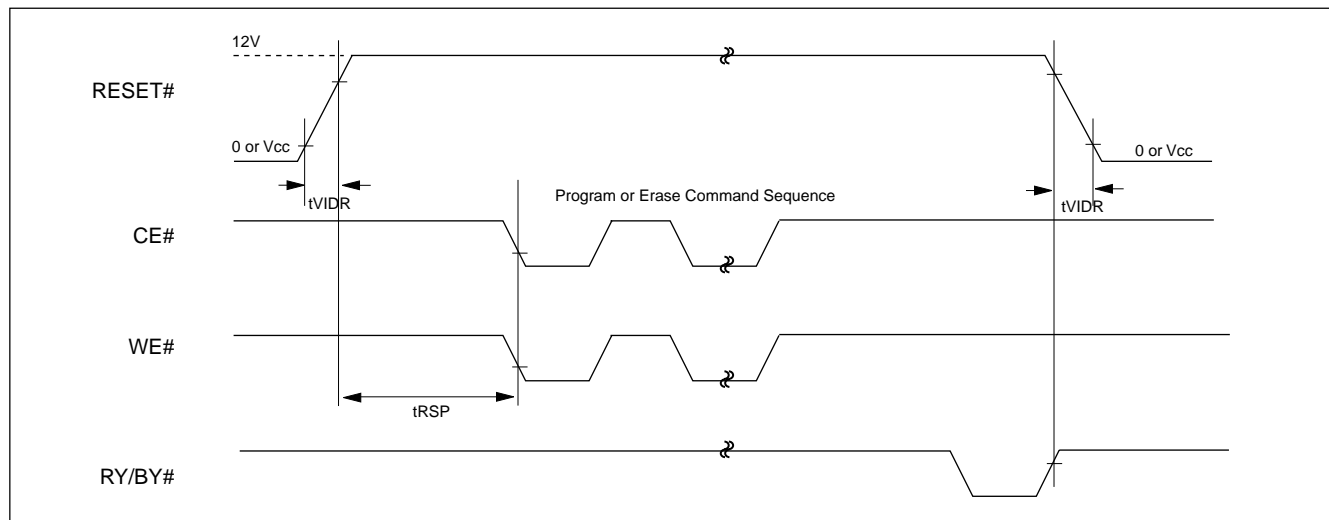 12V
RESET#
0 or Vcc
0 or Vcc
tVIDR
Program or Erase Command Sequence
tVIDR
CE#
WE#
tRSP
RY/BY#